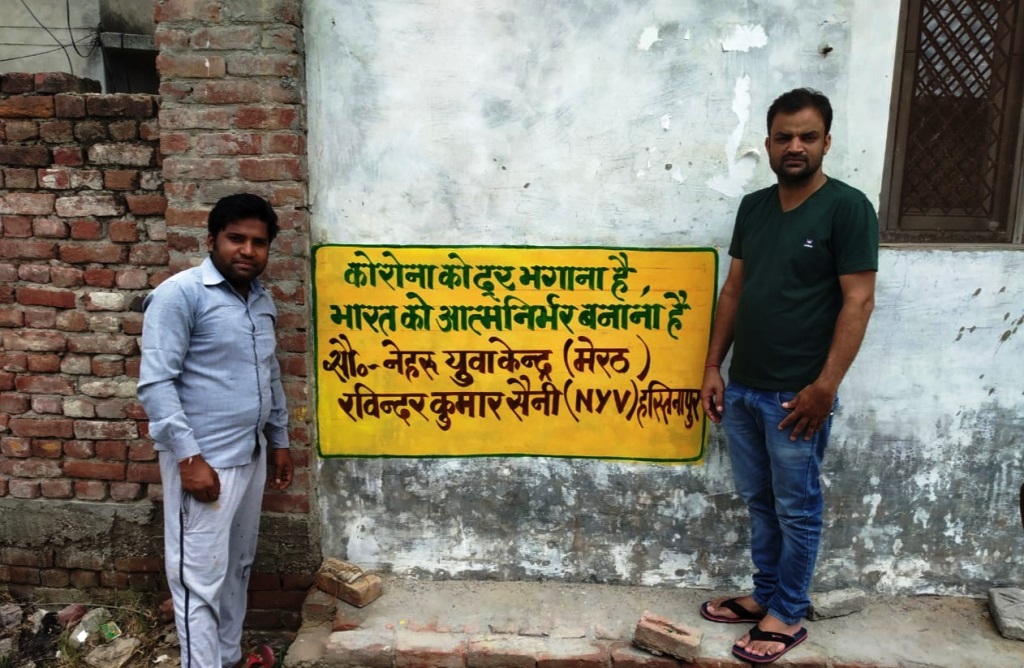 कोरोना को दूर भगाना है,
भारत को आत्मनिर्भर बनाना है
सौ०- नेहरू युवा केन्द्र (मेरठ)
रविन्दर कुमार सैनी (NYV) हस्तिनापुर